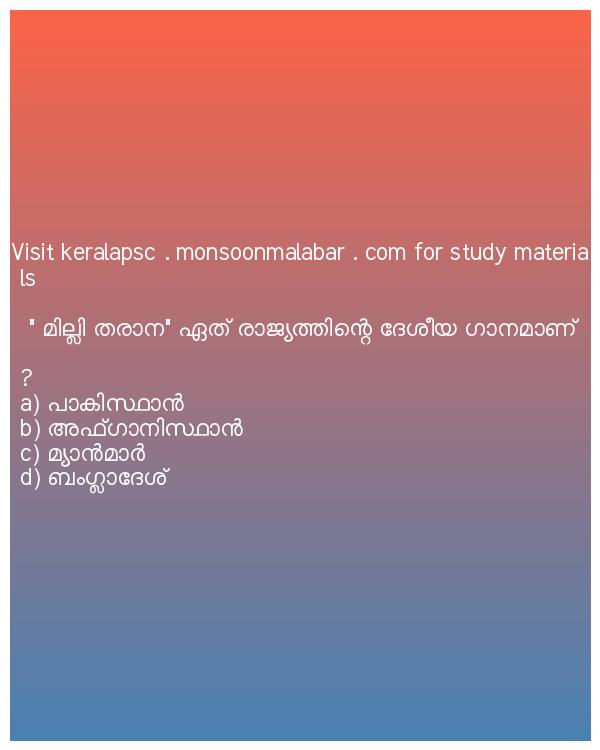 Visit keralapsc . monsoonmalabar . com for study materia
ls
" മില്ലി തരാന" ഏത് രാജ്യത്തിന്റെ ദേശീയ ഗാനമാണ്
?
a) പാകിസ്ഥാൻ
b) അഫ്ഗാനിസ്ഥാൻ
c) മ്യാൻമാർ
d) ബംഗ്ലാദേശ്